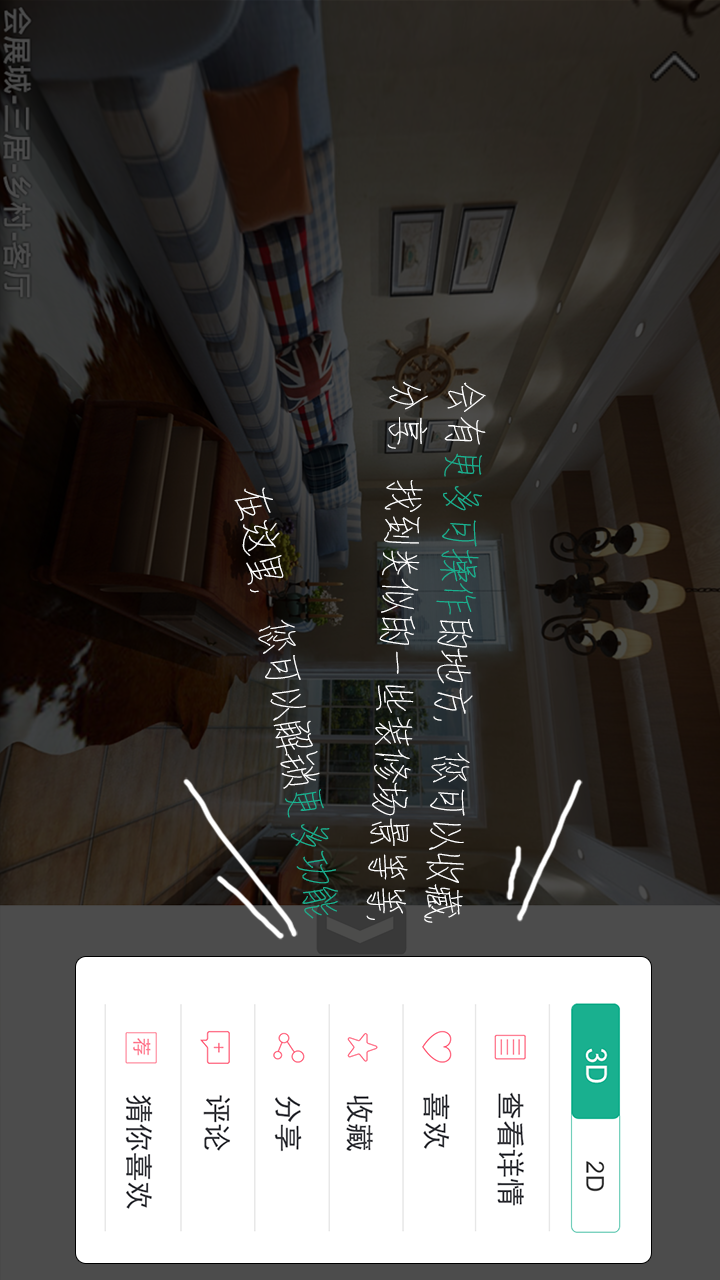 含有更多可操作的地方，您可以收藏，
分享，找到类似的一些装修场景等等，
在这里，您可以解锁更多功能
3D 2D
查看详情
喜欢
收藏
分享
评论
荐 猜你喜欢
会展城-三居-乡村-客厅